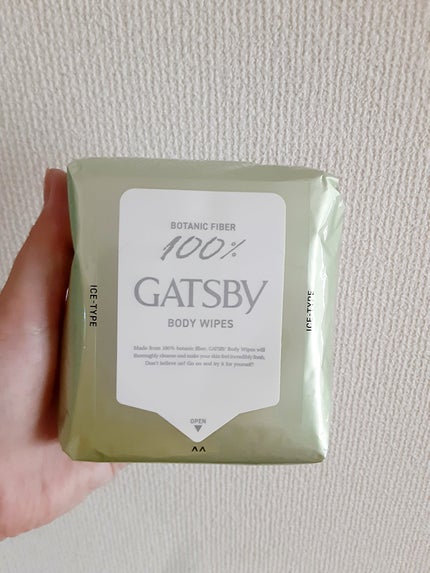 BOTANIC FIBER
100%
GATSBY
BODY WIPES
Made from 100% botanic fiber, GATSBY Body Wipes will
thoroughly cleanse and make your skin feel incredibly fresh.
Don't believe us? Go on and try it for yourself!
ICE-TYPE
ICE-TYPE
OPEN